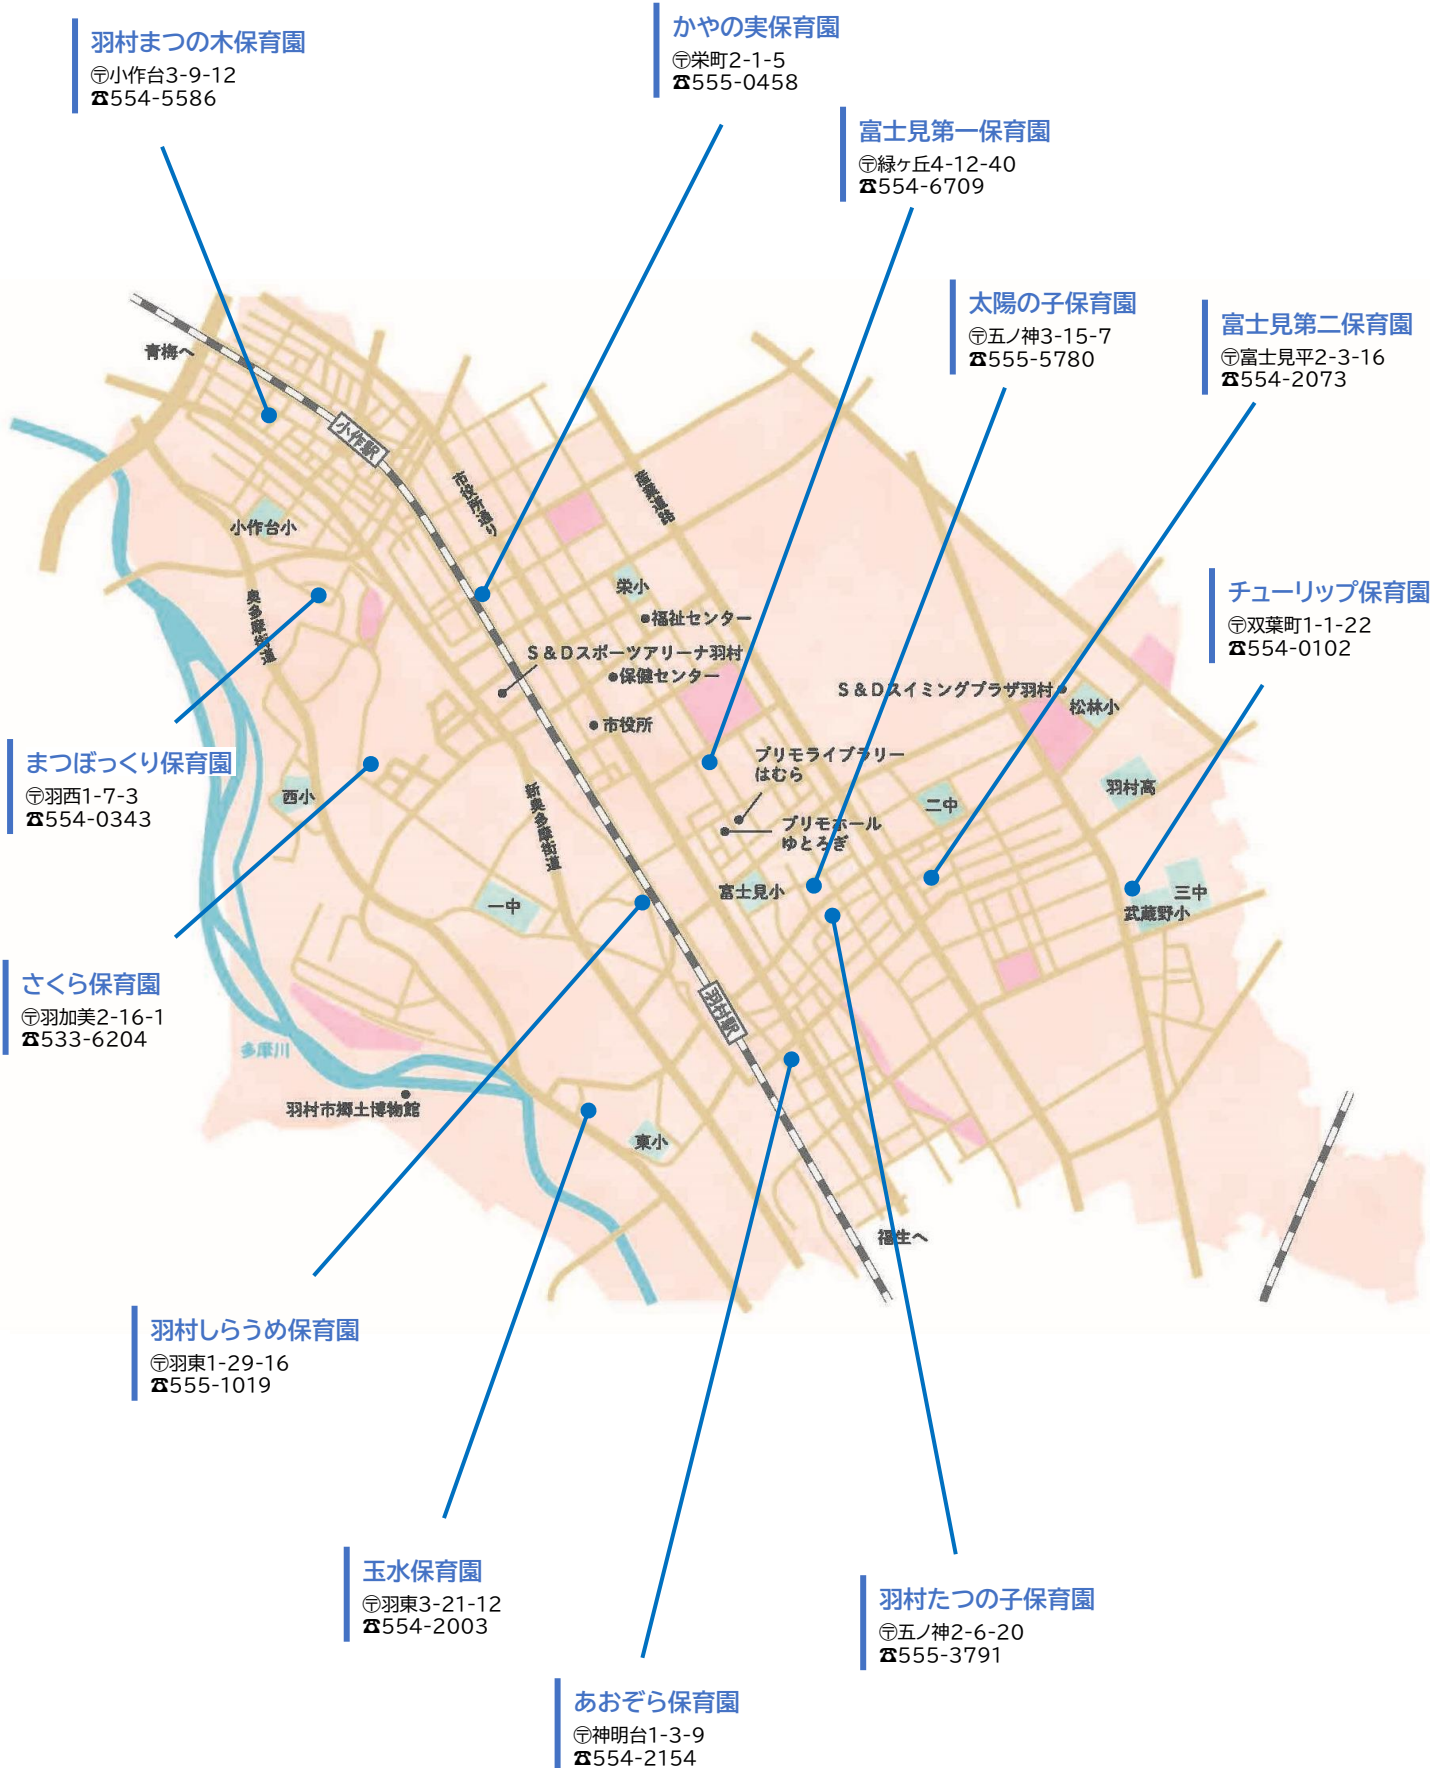 羽村まつの木保育園
〶小作台3-9-12
☎554-5586
かやの実保育園
〶栄町2-1-5
☎555-0458
富士見第一保育園
〶緑ヶ丘4-12-40
☎554-6709
太陽の子保育園
〶五ノ神3-15-7
☎555-5780
富士見第二保育園
〶富士見平2-3-16
☎554-2073
チューリップ保育園
〶双葉町1-1-22
☎554-0102
青梅へ
小作駅
市役所通り
産業道路
小作台小
栄小
福祉センター
奥多摩街道
S&Dスポーツアリーナ羽村
保健センター
S&Dスイミングプラザ羽村
松林小
市役所
プリモライブラリー
はむら
羽村高
西小
新奥多摩街道
二中
プリモホール
ゆとろぎ
一中
富士見小
三中
武蔵野小
羽村駅
多摩川
羽村市郷土博物館
東小
福生へ
まつぼっくり保育園
〶羽西1-7-3
☎554-0343
さくら保育園
〶羽加美2-16-1
☎533-6204
羽村しらうめ保育園
〶羽東1-29-16
☎555-1019
玉水保育園
〶羽東3-21-12
☎554-2003
羽村たつの子保育園
〶五ノ神2-6-20
☎555-3791
あおぞら保育園
〶神明台1-3-9
☎554-2154